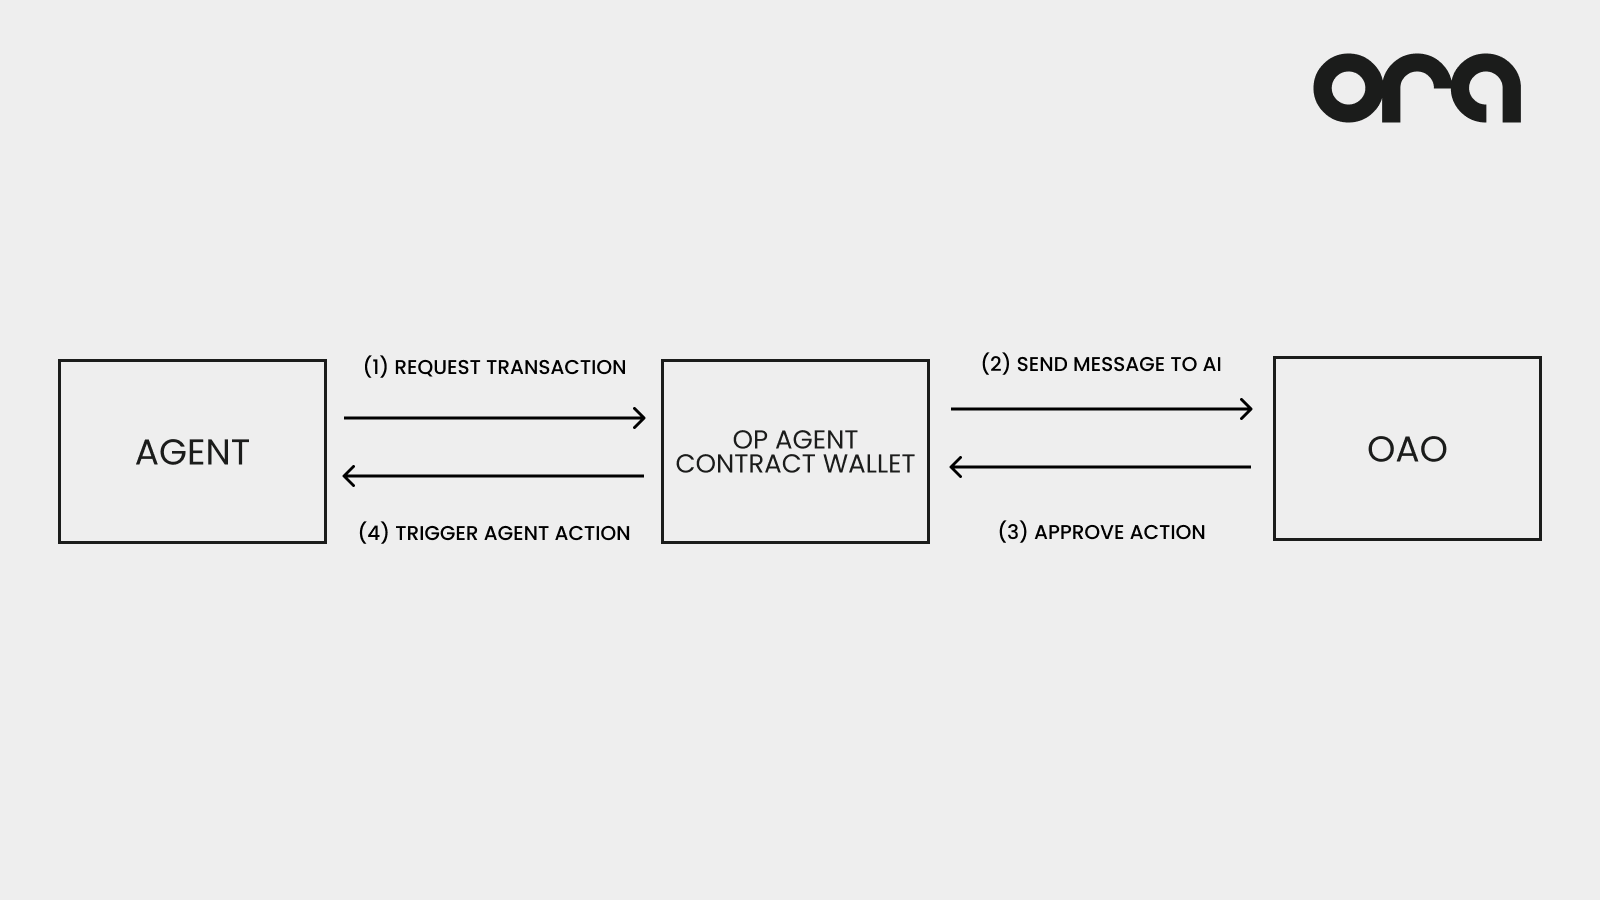 ora
(1) REQUEST TRANSACTION
(2) SEND MESSAGE TO AI
AGENT
OP AGENT
CONTRACT WALLET
OAO
(4) TRIGGER AGENT ACTION
(3) APPROVE ACTION